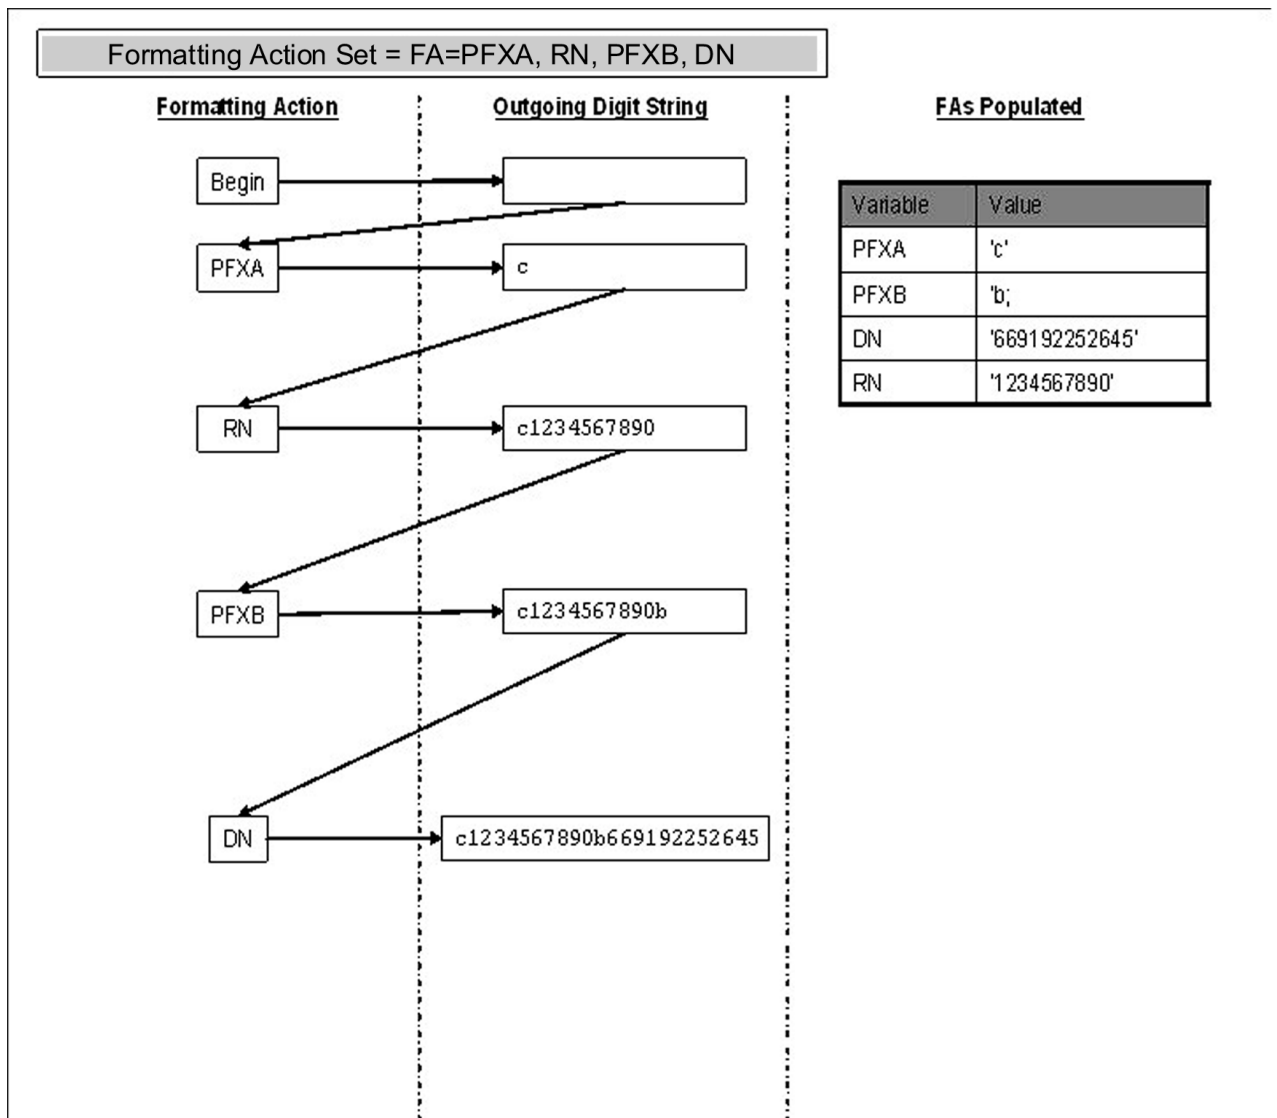 Formatting Action Set = FA=PFXA, RN, PFXB, DN
Formatting Action
Outgoing Digit String
FAs Populated
Begin
PFXA
c
RN
c1234567890
PFXB
c1234567890b
DN
c1234567890b669192252645
Variable Value
PFXA 'c'
PFXB 'b;
DN '669192252645'
RN '1234567890'